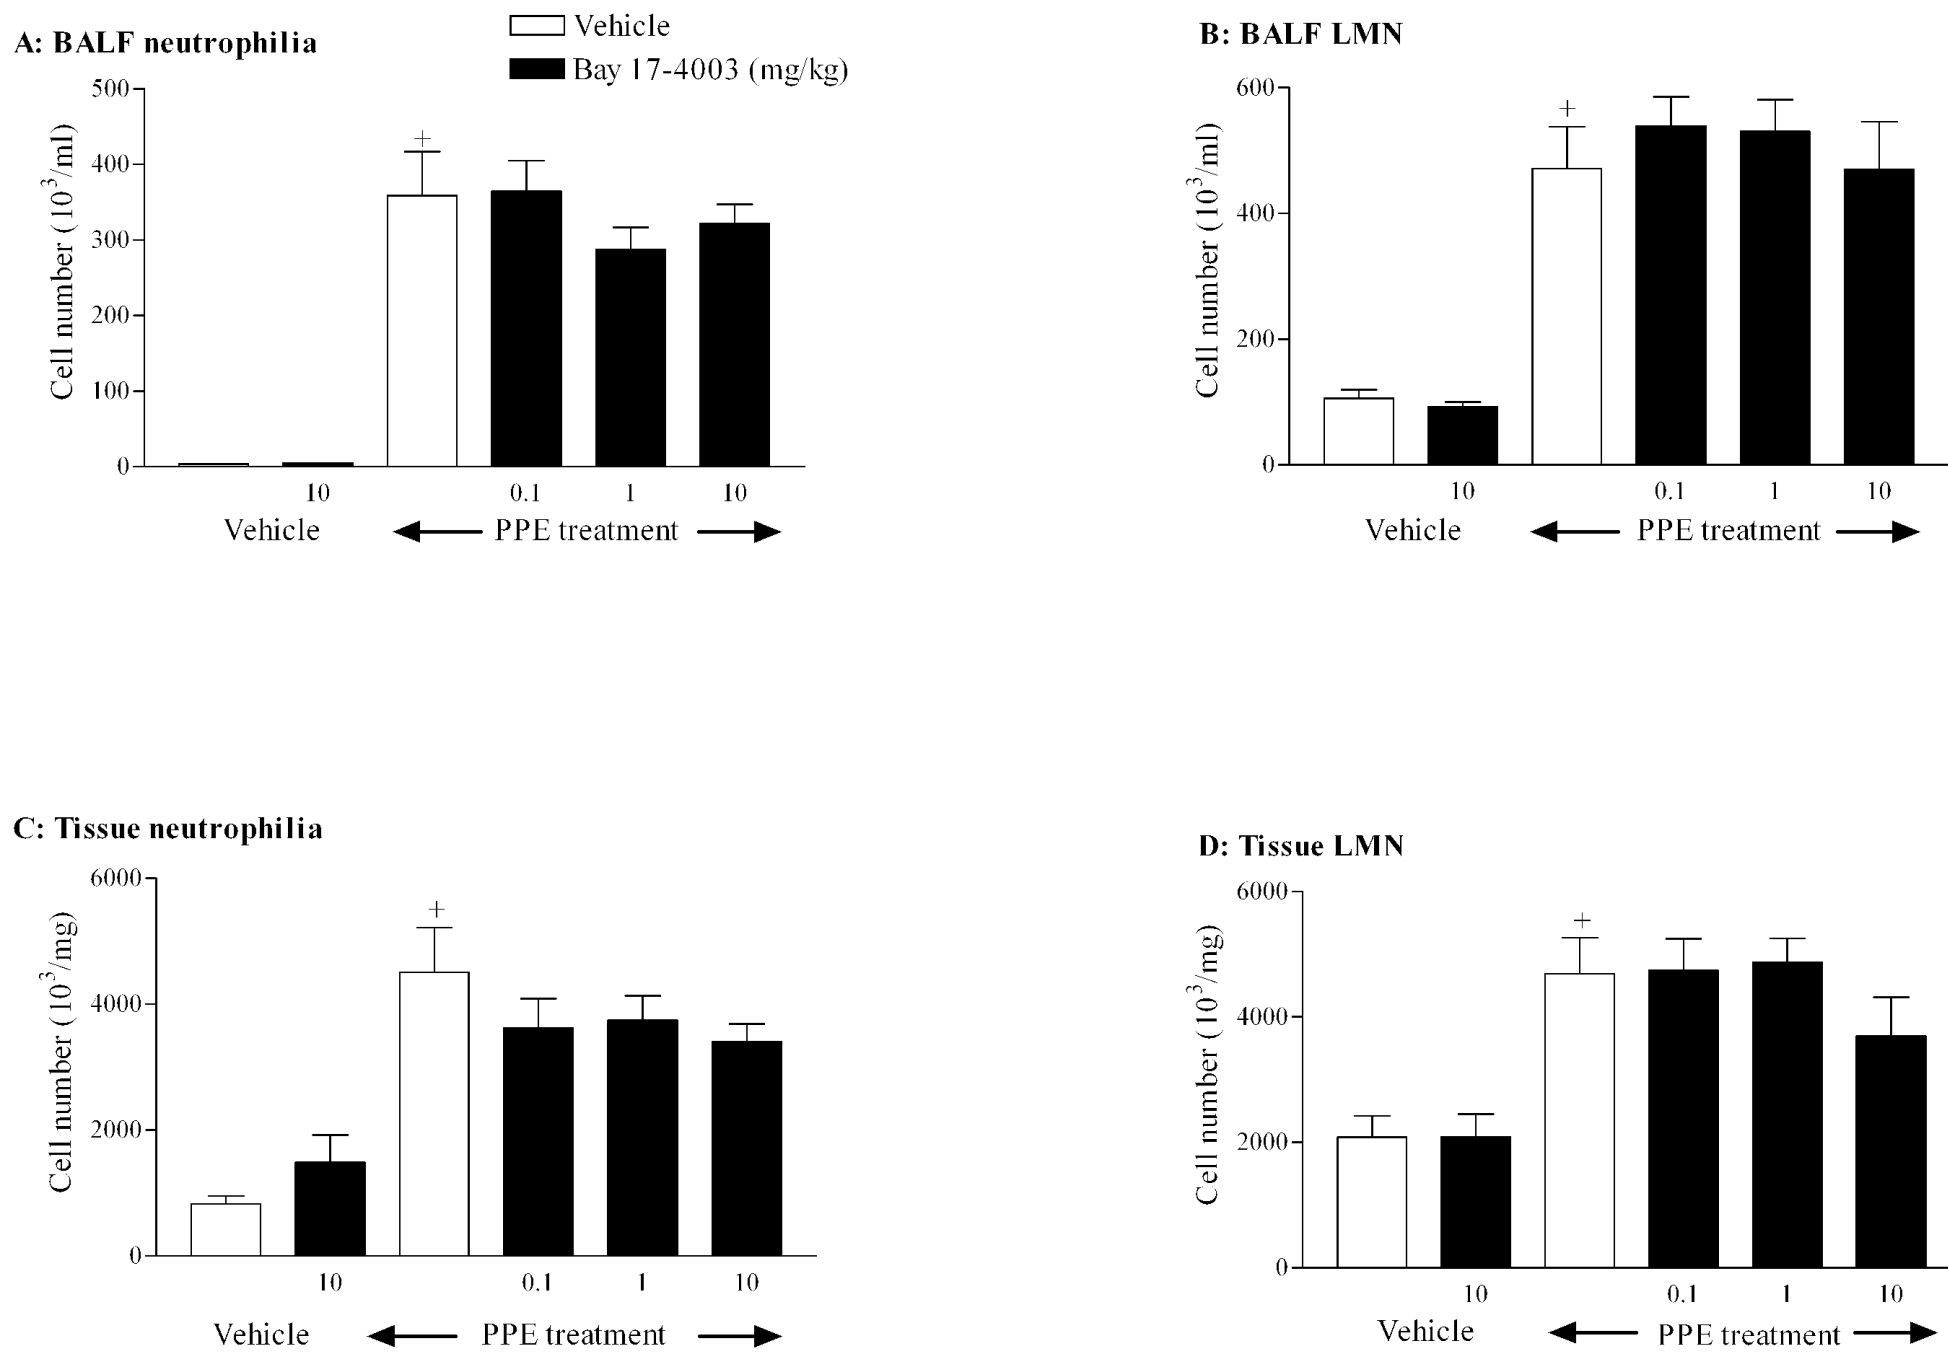 A: BALF neutrophilia
Vehicle
Bay 17-4003 (mg/kg)
Cell number (10³/ml)
500
400
300
200
100
0
+
10 0.1 1 10
Vehicle PPE treatment
B: BALF LMN
Cell number (10³/ml)
600
400
200
0
+
10 0.1 1 10
Vehicle PPE treatment
C: Tissue neutrophilia
Cell number (10³/mg)
6000
4000
2000
0
+
10 0.1 1 10
Vehicle PPE treatment
D: Tissue LMN
Cell number (10³/mg)
6000
4000
2000
0
+
10 0.1 1 10
Vehicle PPE treatment